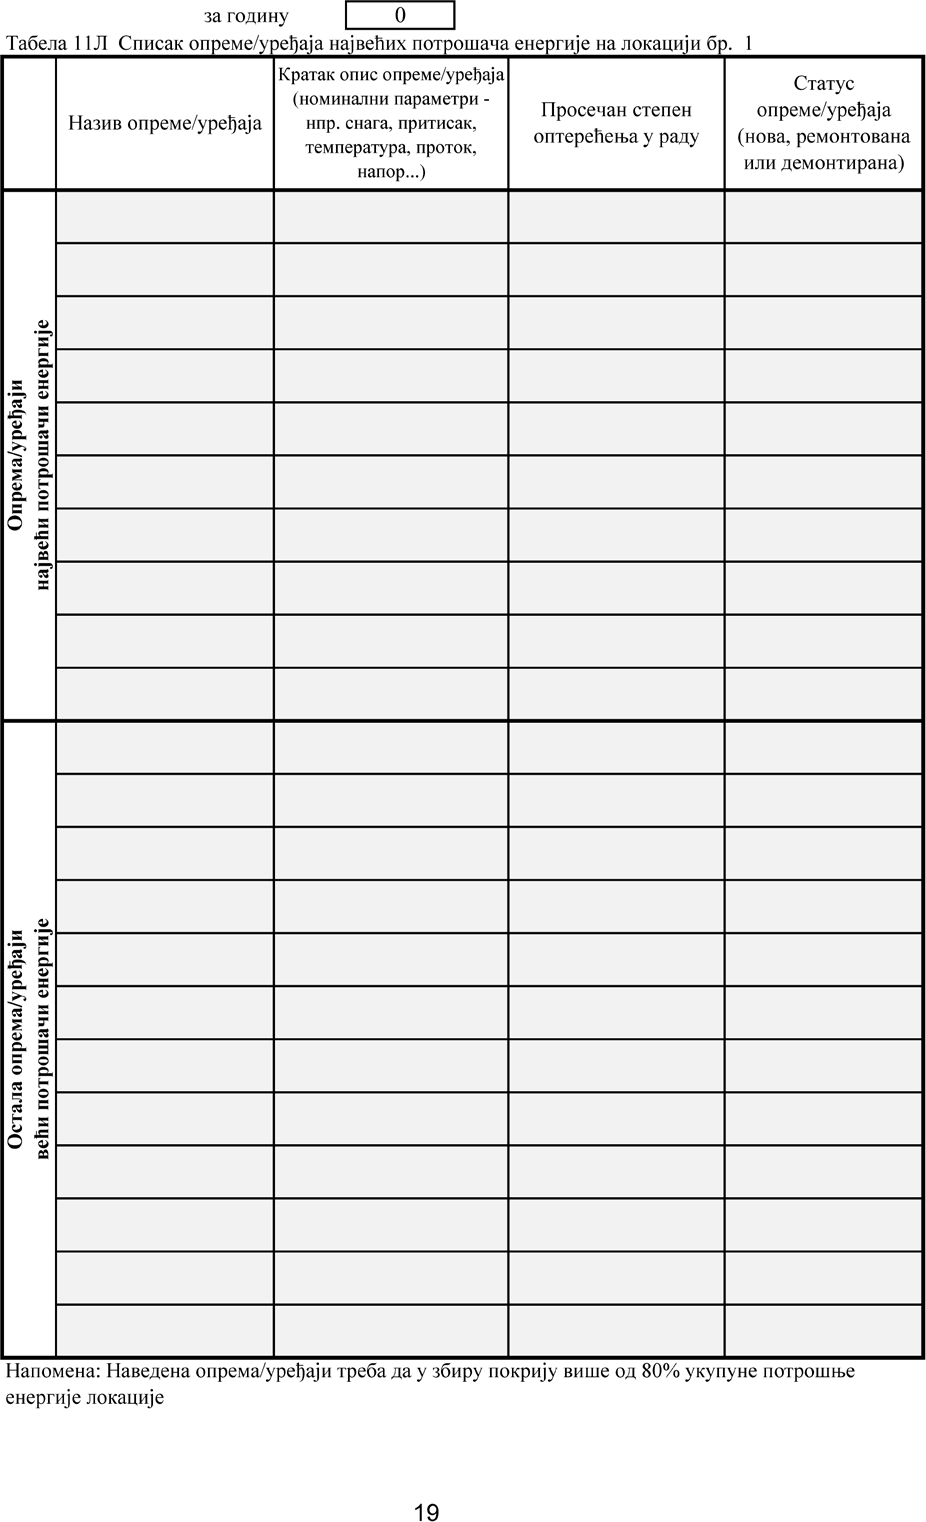 за годину 0
Табела 11Л Списак опреме/уређаја највећих потрошача енергије на локацији бр. 1
Назив опреме/уређаја
Кратак опис опреме/уређаја
(номинални параметри -
нпр. снага, притисак,
температура, проток,
напор...)
Просечан степен
оптерећења у раду
Статус
опреме/уређаја
(нова, ремонтована
или демонтирана)
Опрема/уређаји
највећи потрошачи енергије
Остала опрема/уређаји
већи потрошачи енергије
Напомена: Наведена опрема/уређаји треба да у збиру покрију више од 80% укупуне потрошње
енергије локације
19